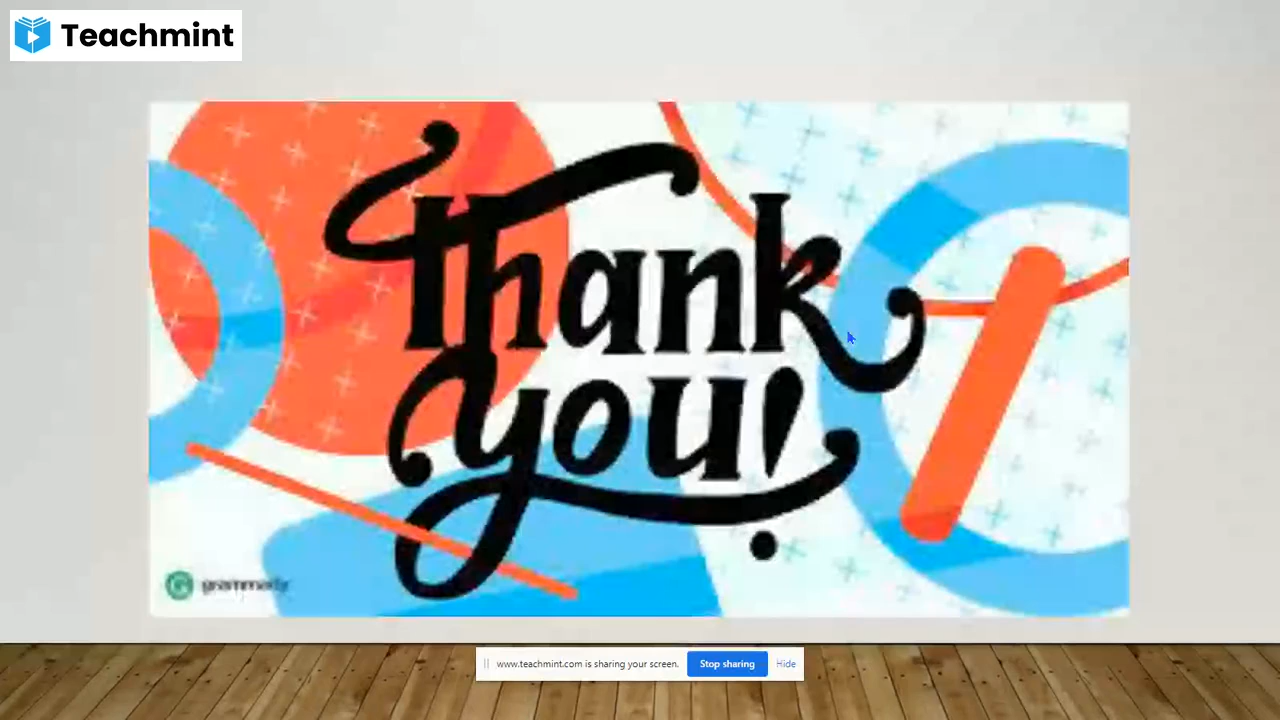 Teachmint
Thank
you!
grammarly
www.teachmint.com is sharing your screen. Stop sharing Hide